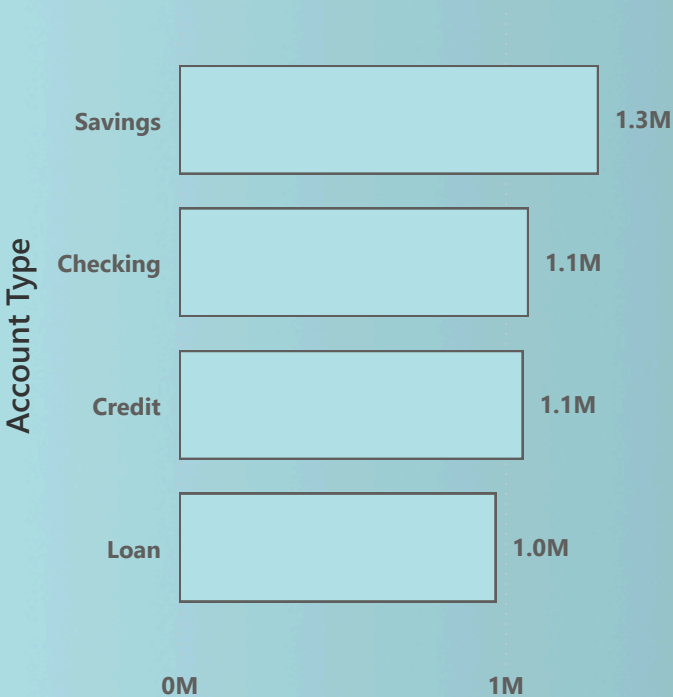 Account Type
Savings 1.3M
Checking 1.1M
Credit 1.1M
Loan 1.0M
0M 1M